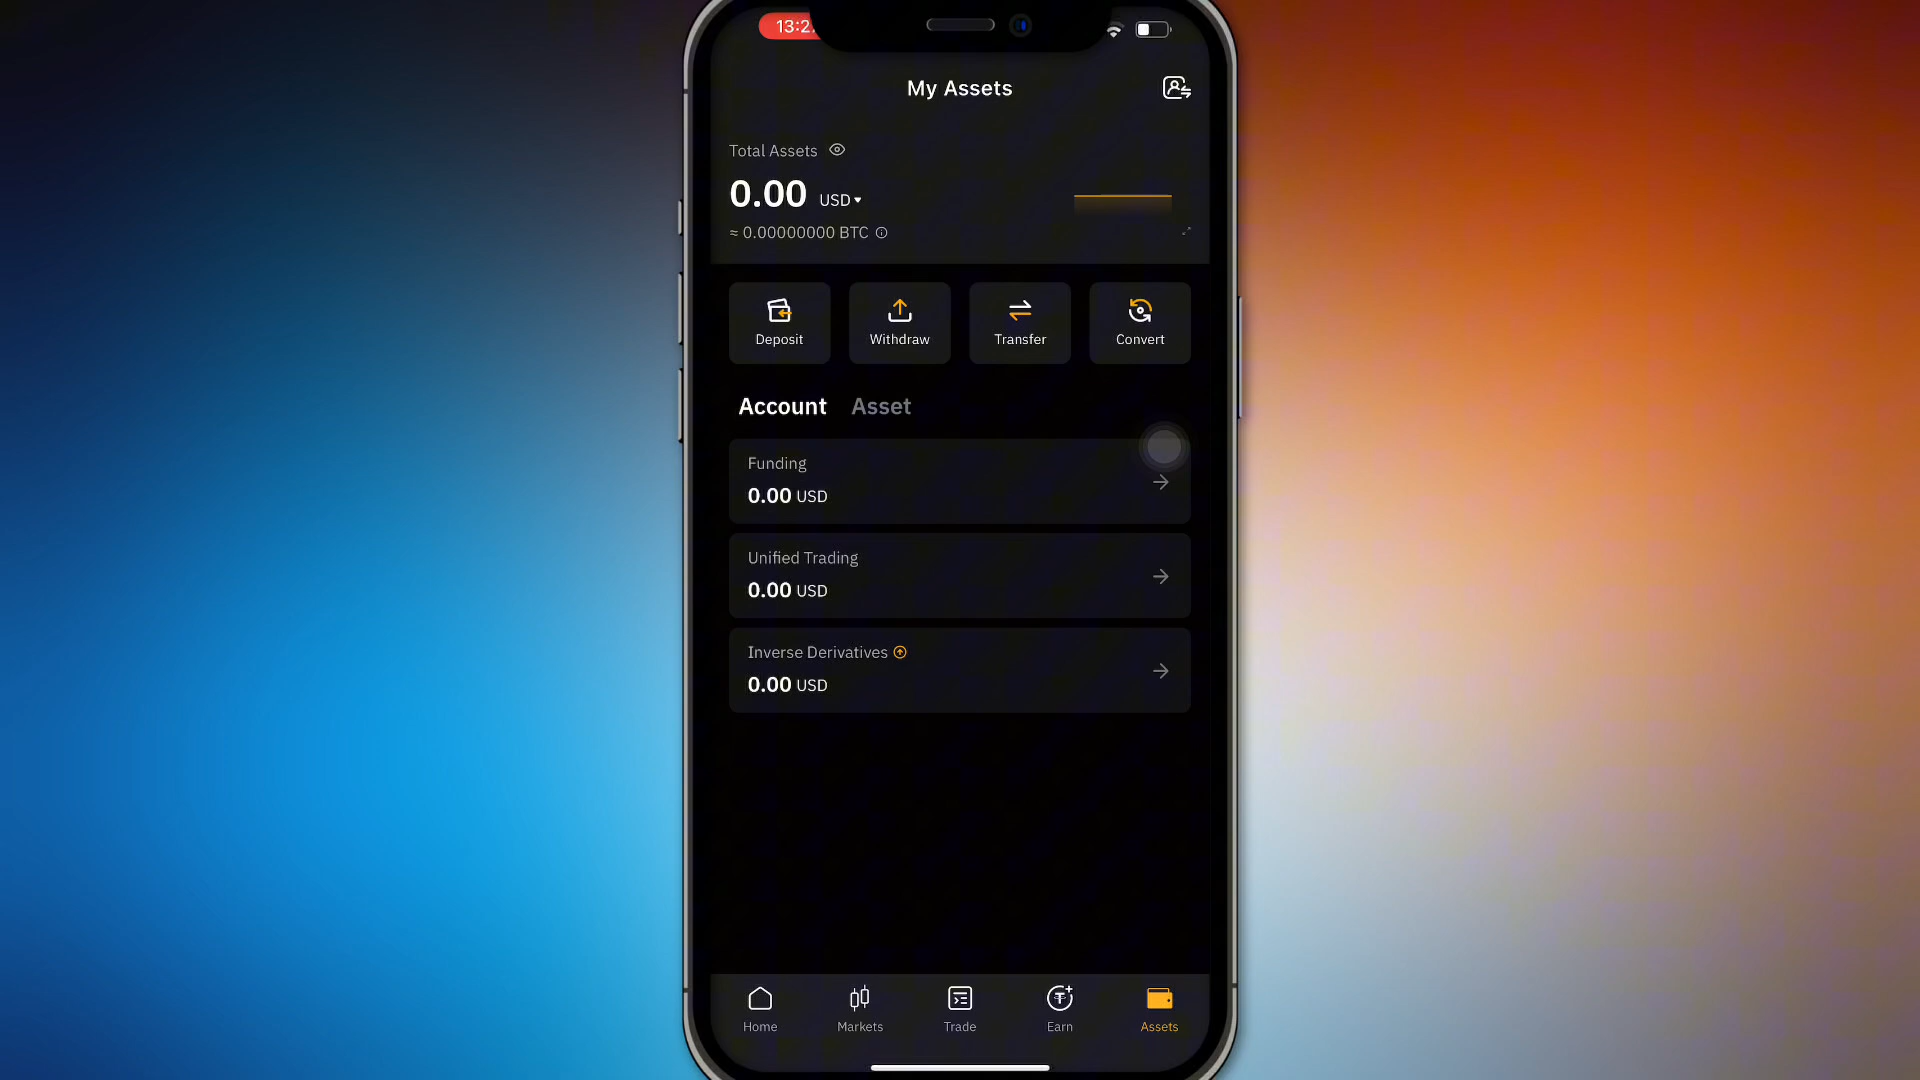 13:2
My Assets
Total Assets
0.00 USD
≈ 0.00000000 BTC
Deposit
Withdraw
Transfer
Convert
Account
Asset
Funding
0.00 USD
Unified Trading
0.00 USD
Inverse Derivatives
0.00 USD
Home
Markets
Trade
Earn
Assets